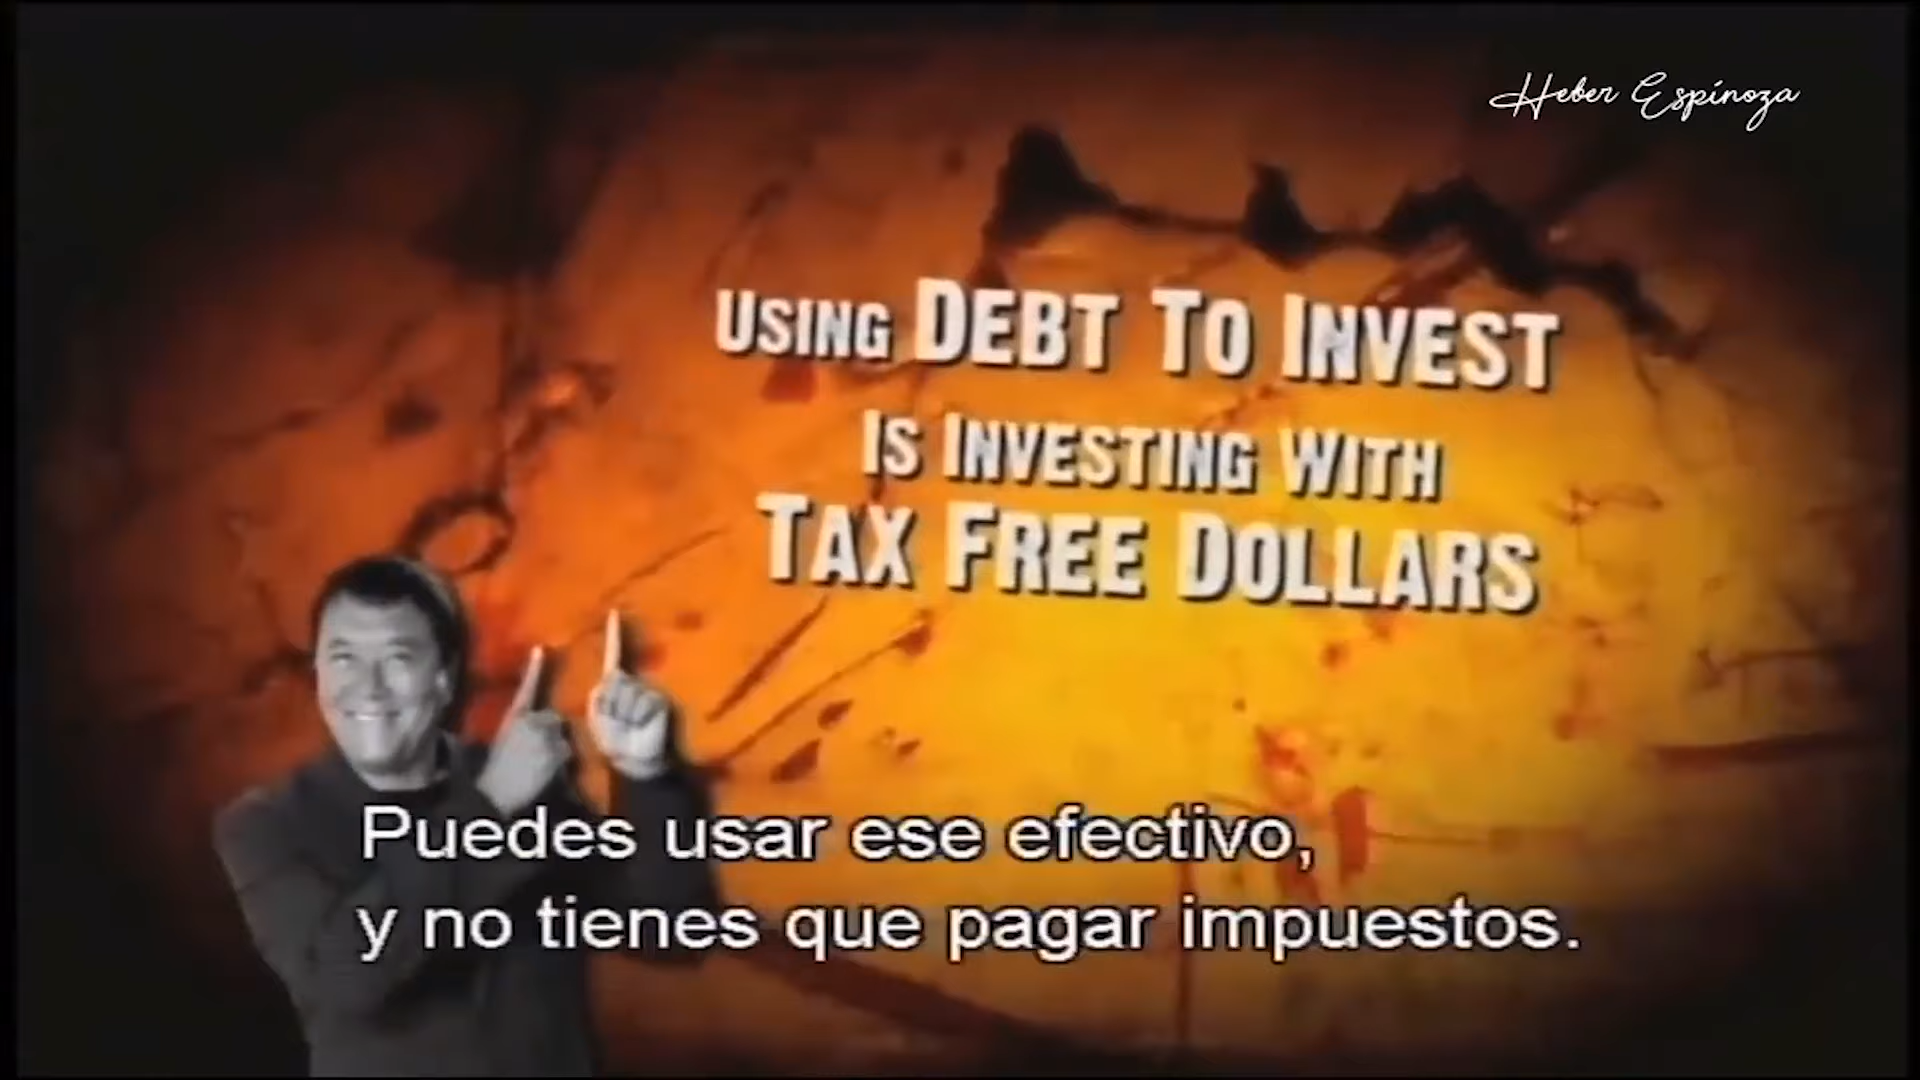 Heber Espinoza
USING DEBT TO INVEST
IS INVESTING WITH
TAX FREE DOLLARS
Puedes usar ese efectivo,
y no tienes que pagar impuestos.